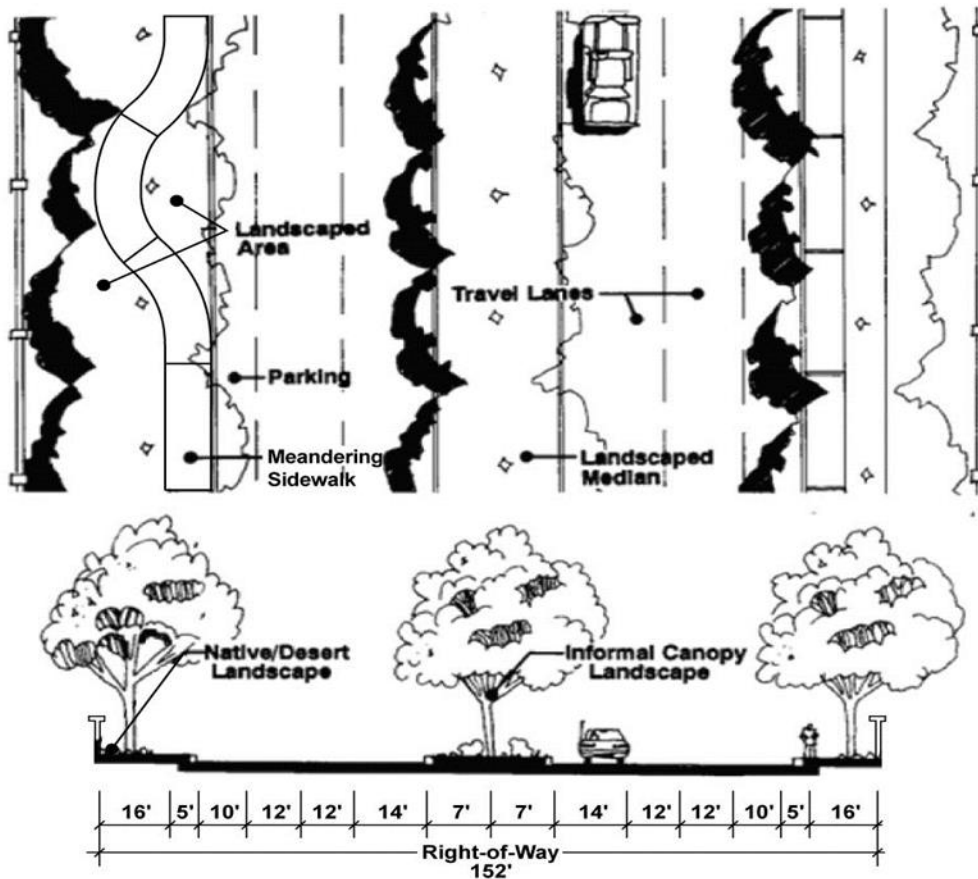 Landscaped
Area
Travel Lanes
Parking
Meandering
Sidewalk
Landscaped
Median
Native/Desert
Landscape
Informal Canopy
Landscape
16' 5' 10' 12' 12' 14' 7' 7' 14' 12' 12' 10' 5' 16'
Right-of-Way
152'